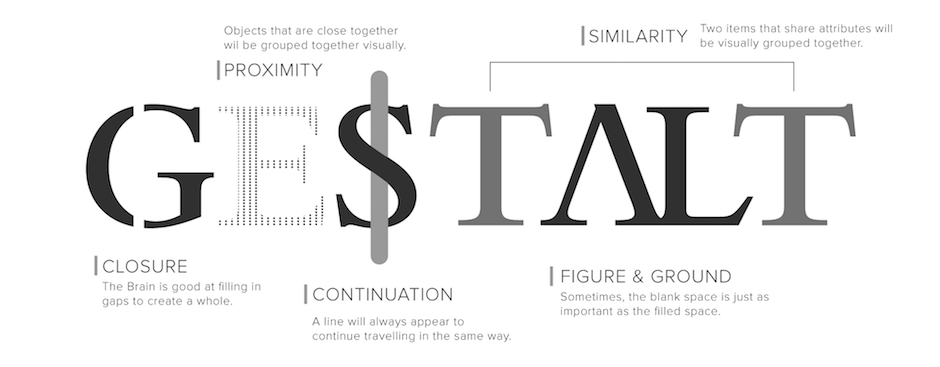 Objects that are close together
wil be grouped together visually.
PROXIMITY
SIMILARITY
Two items that share attributes will
be visually grouped together.
GESTALT
CLOSURE
The Brain is good at filling in
gaps to create a whole.
CONTINUATION
A line will always appear to
continue travelling in the same way.
FIGURE & GROUND
Sometimes, the blank space is just as
important as the filled space.